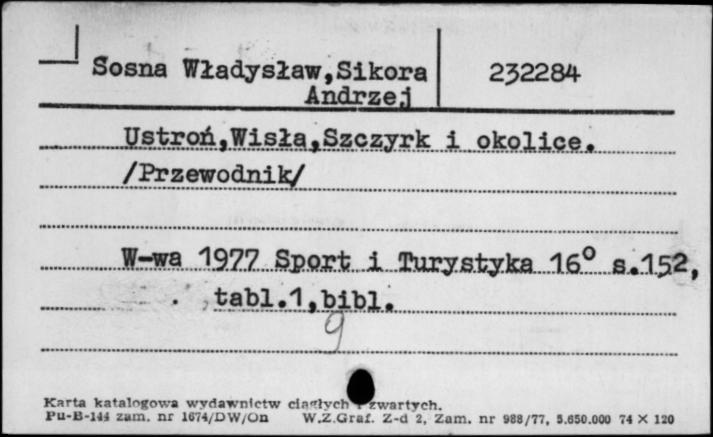 Sosna Władysław,Sikora 232284
Andrzej
Ustroń,Wisła,Szczyrk i okolice.
/Przewodnik/
W-wa 1977 Sport i Turystyka 16° s.152,
tabl.1,bibl.
9
Karta katalogowa wydawnictw ciągłych i zwartych.
Pu-B-144 zam. nr 1674/DW/On W.Z.Graf. Z-d 2, Zam. nr 988/77, 5.650.000 74 X 120